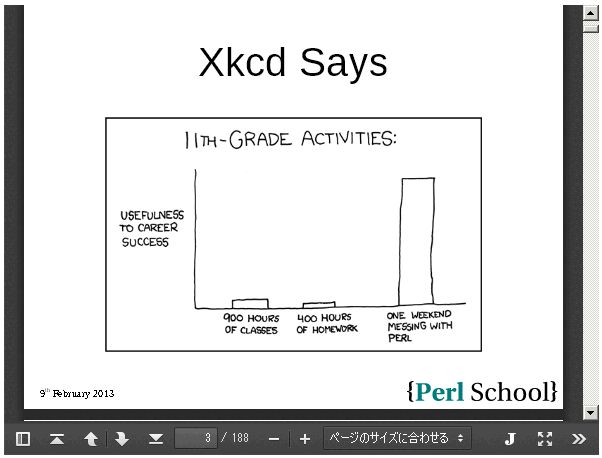 Xkcd Says
11TH-GRADE ACTIVITIES:
USEFULNESS
TO CAREER
SUCCESS
900 HOURS
OF CLASSES
400 HOURS
OF HOMEWORK
ONE WEEKEND
MESSING WITH
PERL
9th February 2013
{Perl School}
3 / 188
ページのサイズに合わせる
J